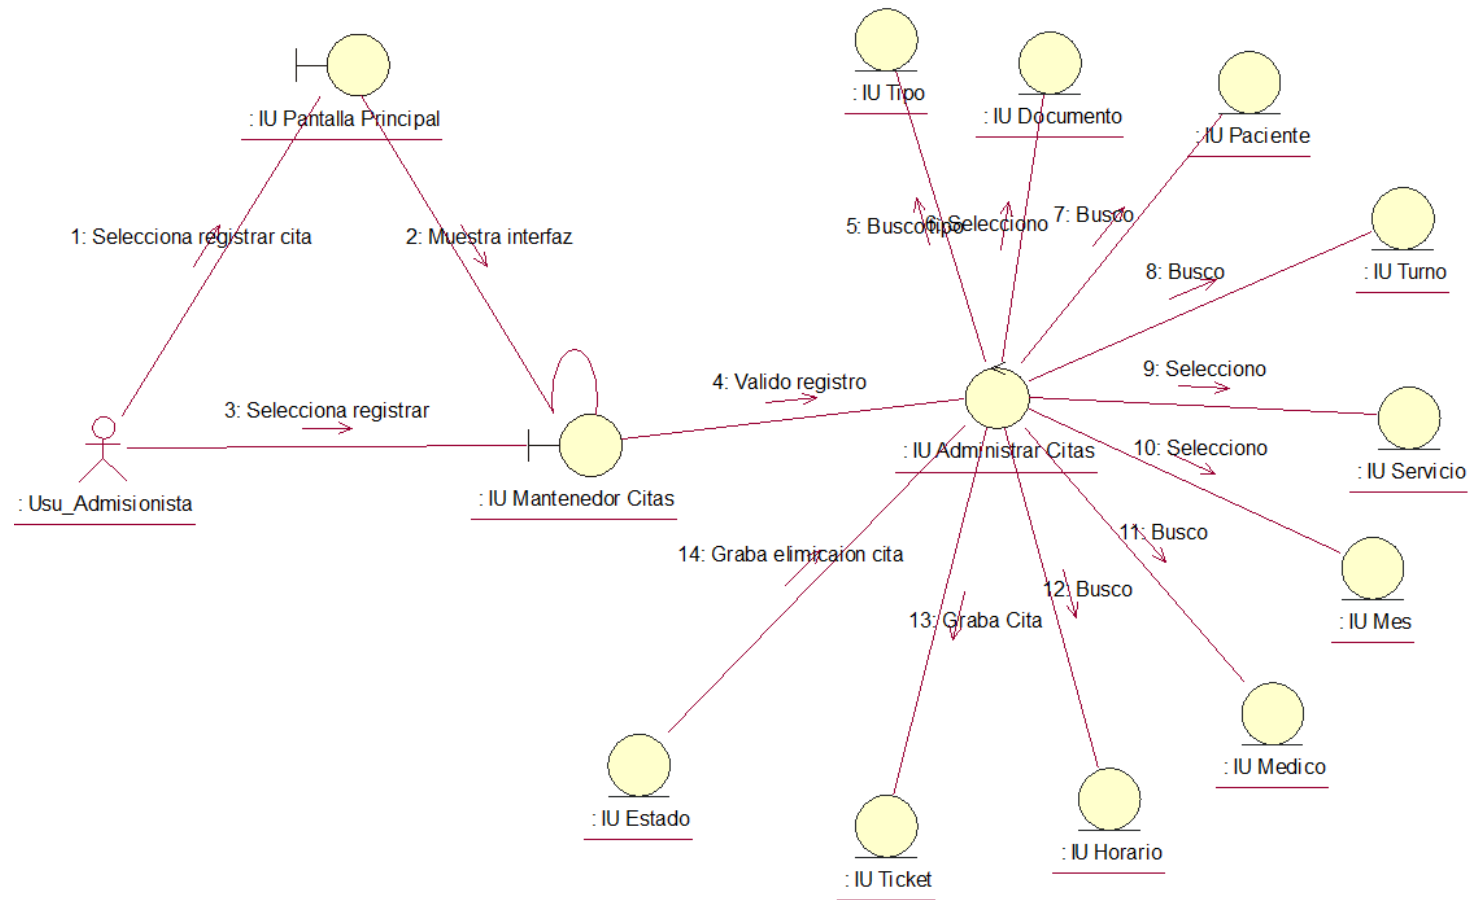 : IU Tipo
: IU Documento
: IU Pantalla Principal
: IU Paciente
1: Selecciona registrar cita
2: Muestra interfaz
5: Busco tipo
6: Selecciono
7: Busco
8: Busco
: IU Turno
9: Selecciono
4: Valido registro
3: Selecciona registrar
: IU Administrar Citas
10: Selecciono
: IU Servicio
: Usu_Admisionista
: IU Mantenedor Citas
11: Busco
14: Graba elimicaion cita
12: Busco
13: Graba Cita
: IU Mes
: IU Medico
: IU Estado
: IU Horario
: IU Ticket